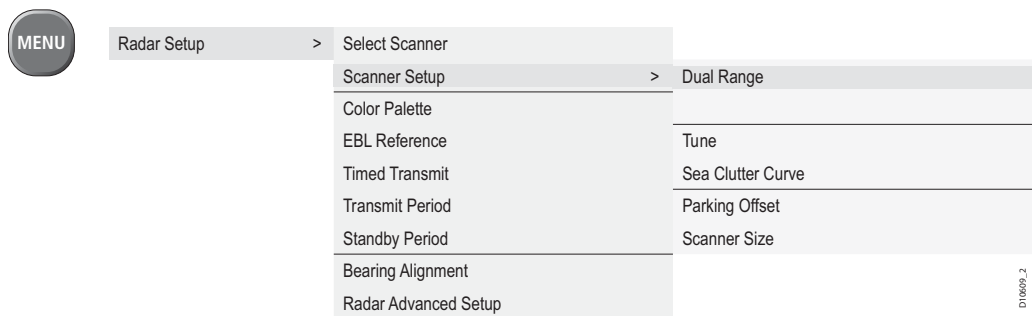 MENU
Radar Setup >
Select Scanner
Scanner Setup >
Color Palette
EBL Reference
Timed Transmit
Transmit Period
Standby Period
Bearing Alignment
Radar Advanced Setup
Dual Range
Tune
Sea Clutter Curve
Parking Offset
Scanner Size
D10609_2